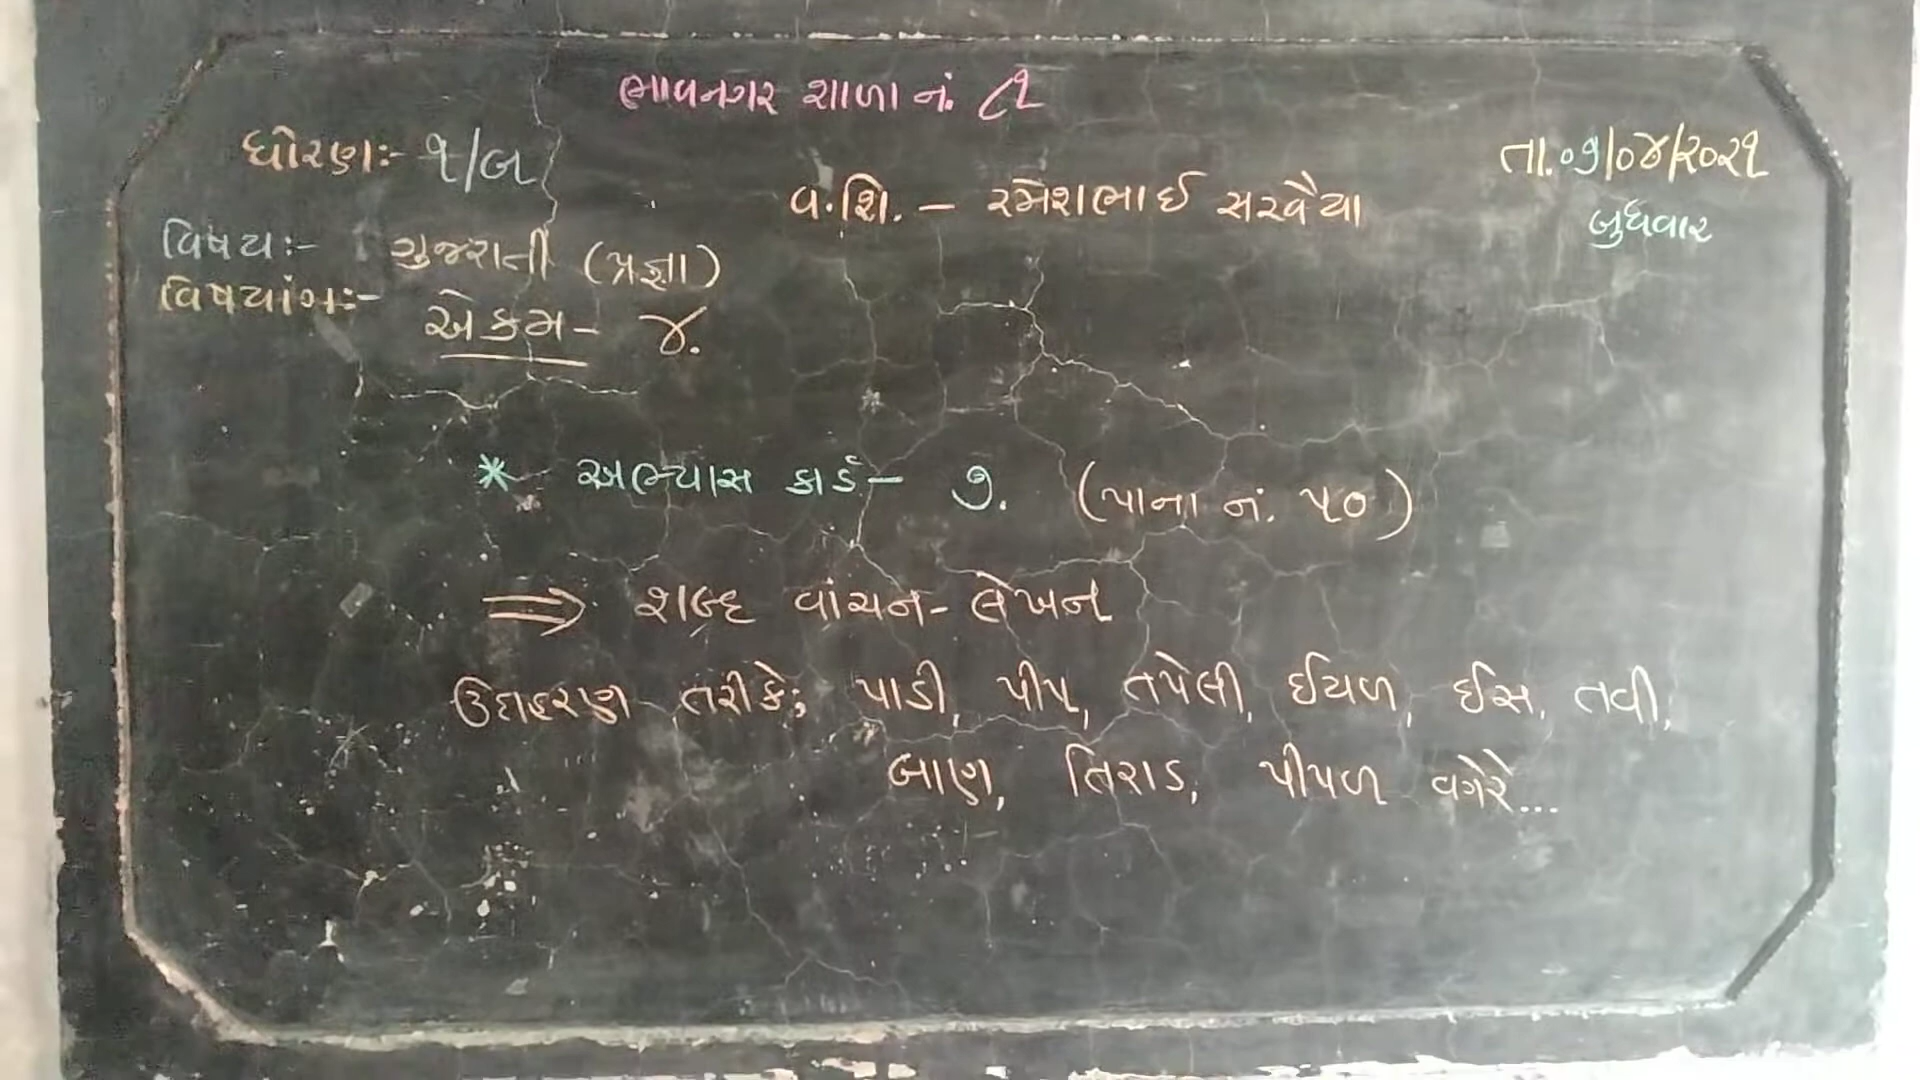 ભાવનગર શાળા નં. ૮૧
ધોરણઃ- ૧/બ
તા.૦૭/૦૪/૨૦૨૧
વ.શિ. - રમેશભાઈ સરવૈયા
બુધવાર
વિષયઃ- ગુજરાતી (પ્રજ્ઞા)
વિષયાંગઃ- એકમ- ૪.
* અભ્યાસ કાર્ડ- ૭. (પાના નં. ૫૦)
⇒ શબ્દ વાંચન-લેખન
ઉદાહરણ તરીકે; પાડી, પીપ, તપેલી, ઈયળ, ઈસ, તવી,
બાણ, તિરાડ, પીપળ વગેરે...